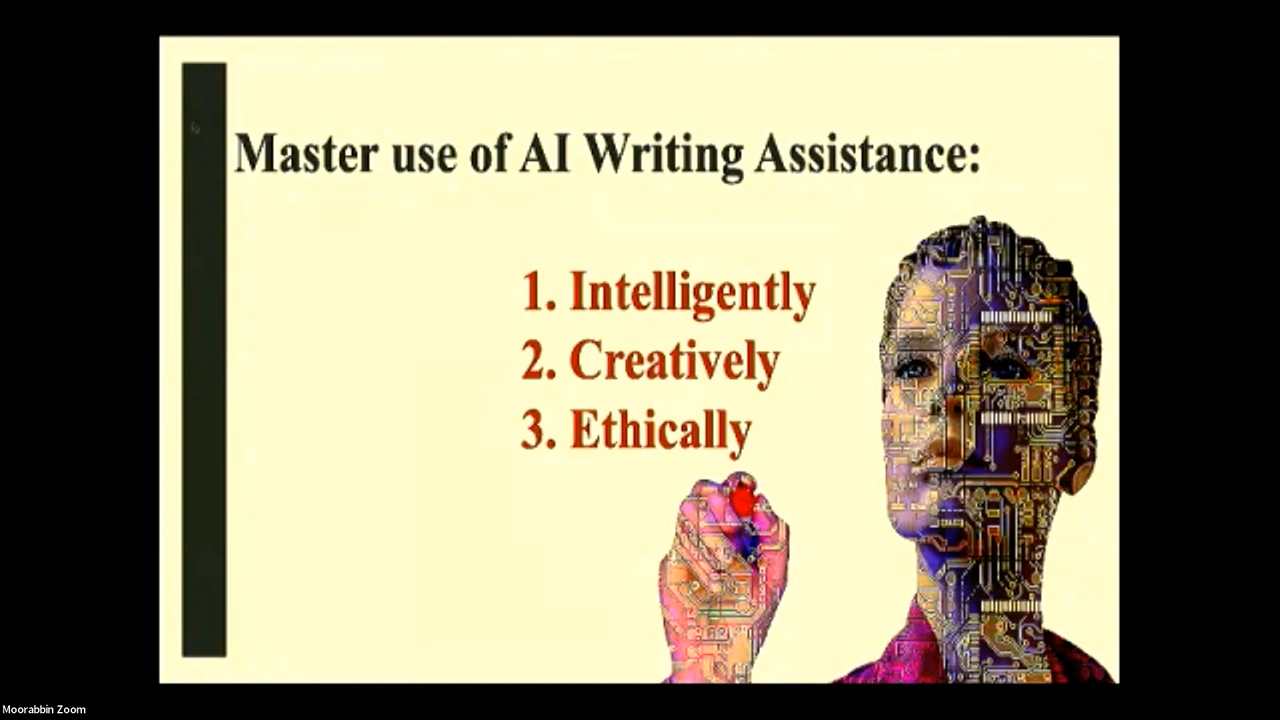 Master use of AI Writing Assistance:
1. Intelligently
2. Creatively
3. Ethically
Moorabbin Zoom